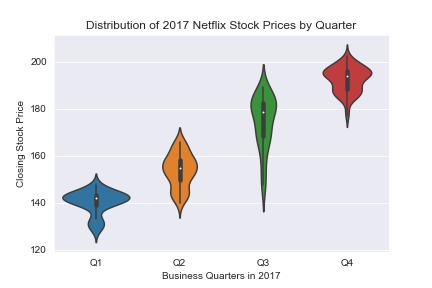 Distribution of 2017 Netflix Stock Prices by Quarter
Closing Stock Price
200
180
160
140
120
Q1 Q2 Q3 Q4
Business Quarters in 2017